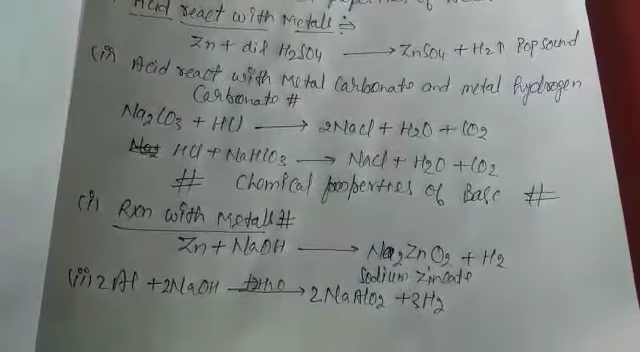 Acid react with Metals :-
Zn + dil H2SO4 ⟶ ZnSO4 + H2↑ Pop sound
(ii) Acid react with Metal Carbonate and metal hydrogen
Carbonate #
Na2CO3 + HCl ⟶ 2NaCl + H2O + CO2
HCl + NaHCO3 ⟶ NaCl + H2O + CO2
# Chemical properties of Base #
(i) Rxn with Metals #
Zn + NaOH ⟶ Na2ZnO2 + H2
Sodium zincate
(ii) 2Al + 2NaOH +2H2O⟶ 2NaAlO2 + 3H2